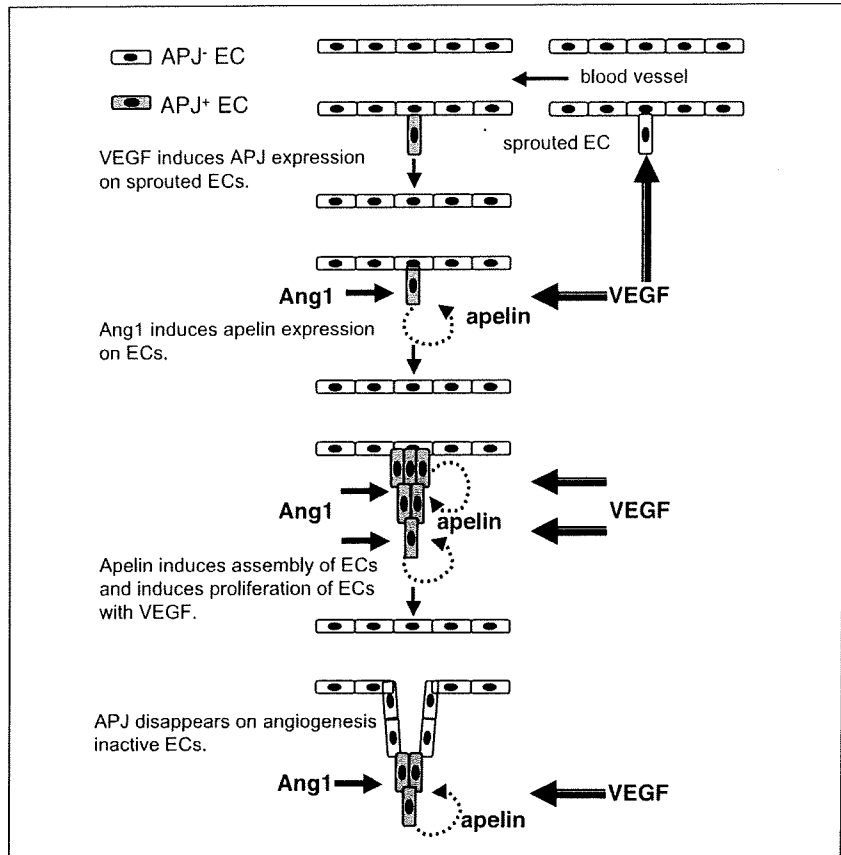 APJ- EC
APJ+ EC
blood vessel
sprouted EC
VEGF induces APJ expression
on sprouted ECs.
Ang1
VEGF
apelin
Ang1 induces apelin expression
on ECs.
Ang1
VEGF
apelin
Apelin induces assembly of ECs
and induces proliferation of ECs
with VEGF.
APJ disappears on angiogenesis
inactive ECs.
Ang1
VEGF
apelin